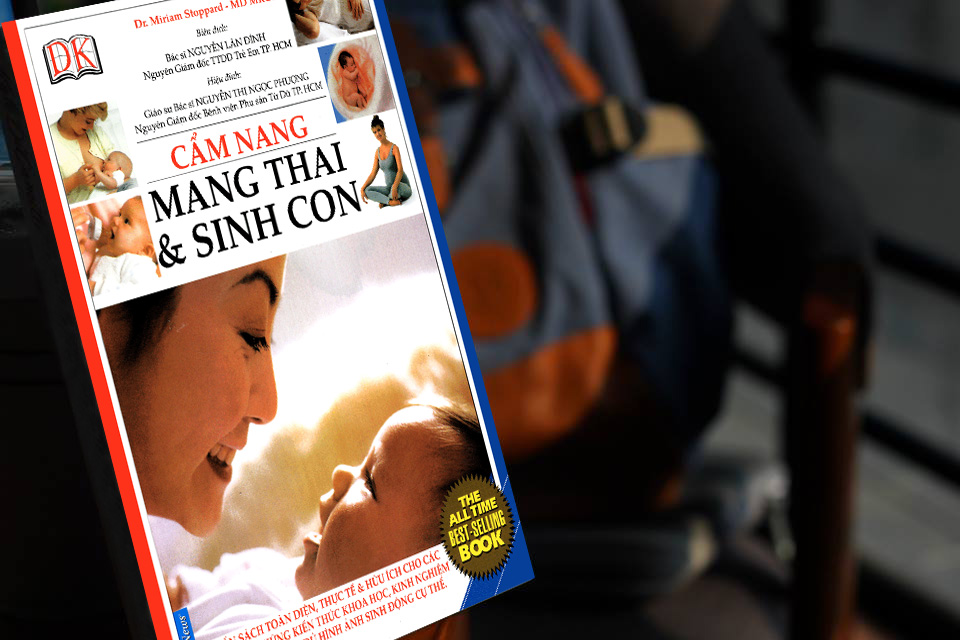 Dr. Miriam Stoppard - MD
DK
Biên dịch:
Bác sĩ NGUYỄN LÂN ĐÍNH
Nguyên Giám đốc TTDD Trẻ Em TP HCM
Hiệu đính:
Giáo sư Bác sĩ NGUYỄN THỊ NGỌC PHƯỢNG
Nguyên Giám đốc Bệnh viện Phụ sản Từ Dũ TP. HCM
CẨM NANG
MANG THAI
& SINH CON
THE
ALL TIME
BEST-SELLING
BOOK
SÁCH TOÀN DIỆN, THỰC TẾ & HỮU ÍCH CHO CÁC
KIẾN THỨC KHOA HỌC, KINH NGHIỆM
HÌNH ẢNH SINH ĐỘNG CỤ THỂ.
News